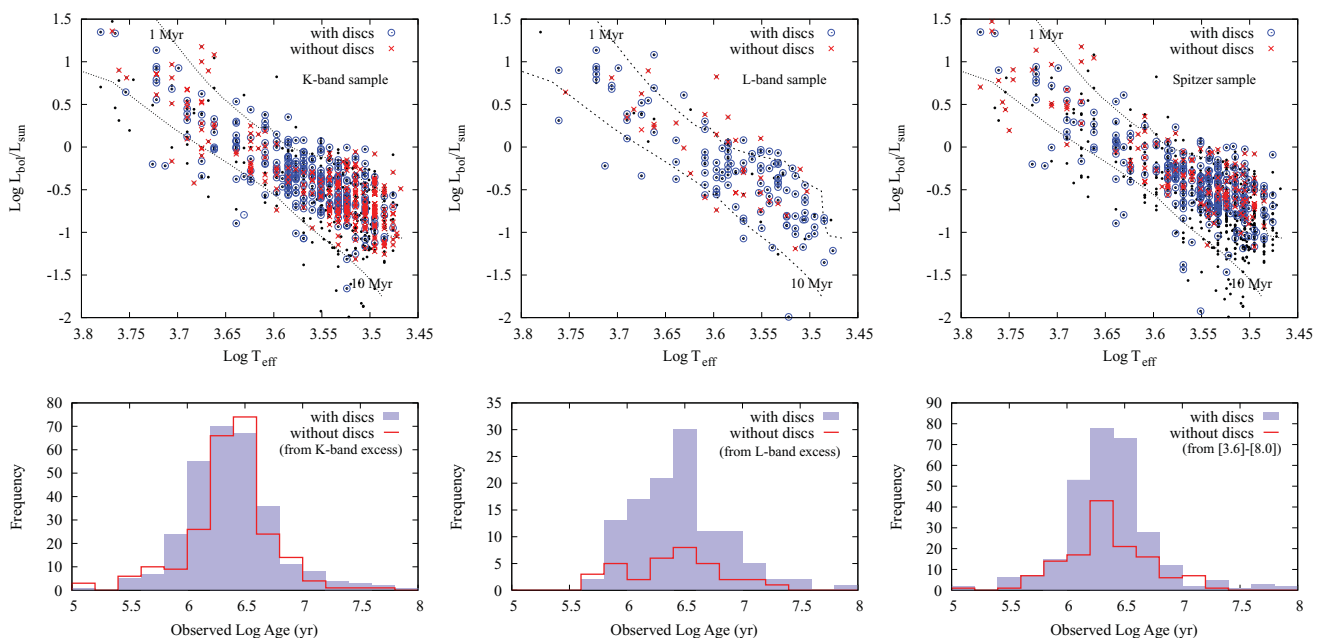 1.5
1
0.5
0
-0.5
-1
-1.5
-2
Log L_bol/L_sun
3.8 3.75 3.7 3.65 3.6 3.55 3.5 3.45
Log T_eff
1 Myr
with discs
without discs
K-band sample
10 Myr
1.5
1
0.5
0
-0.5
-1
-1.5
-2
Log L_bol/L_sun
3.8 3.75 3.7 3.65 3.6 3.55 3.5 3.45
Log T_eff
1 Myr
with discs
without discs
L-band sample
10 Myr
1.5
1
0.5
0
-0.5
-1
-1.5
-2
Log L_bol/L_sun
3.8 3.75 3.7 3.65 3.6 3.55 3.5 3.45
Log T_eff
1 Myr
with discs
without discs
Spitzer sample
10 Myr
80
70
60
50
40
30
20
10
0
Frequency
5 5.5 6 6.5 7 7.5 8
Observed Log Age (yr)
with discs
without discs
(from K-band excess)
35
30
25
20
15
10
5
0
Frequency
5 5.5 6 6.5 7 7.5 8
Observed Log Age (yr)
with discs
without discs
(from L-band excess)
90
80
70
60
50
40
30
20
10
0
Frequency
5 5.5 6 6.5 7 7.5 8
Observed Log Age (yr)
with discs
without discs
(from [3.6]-[8.0])